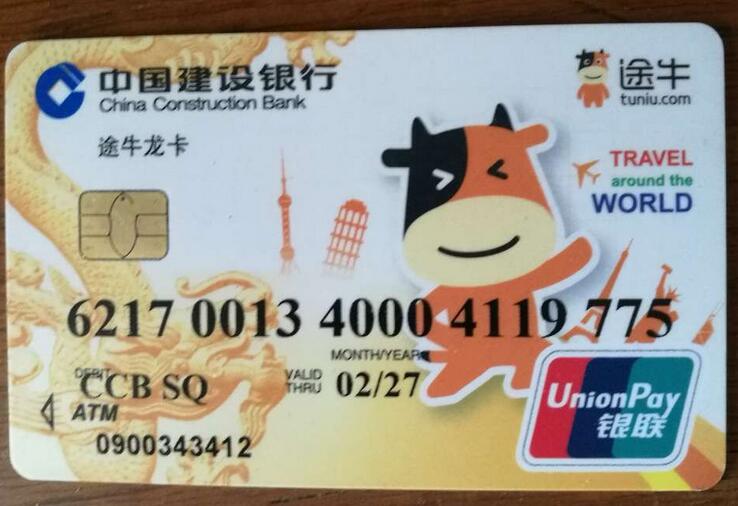 中国建设银行
China Construction Bank
途牛
tuniu.com
途牛龙卡
TRAVEL
around the
WORLD
6217 0013 4000 4119 775
MONTH/YEAR
DEBIT
CCB SQ
VALID
THRU
02/27
ATM
0900343412
UnionPay
银联